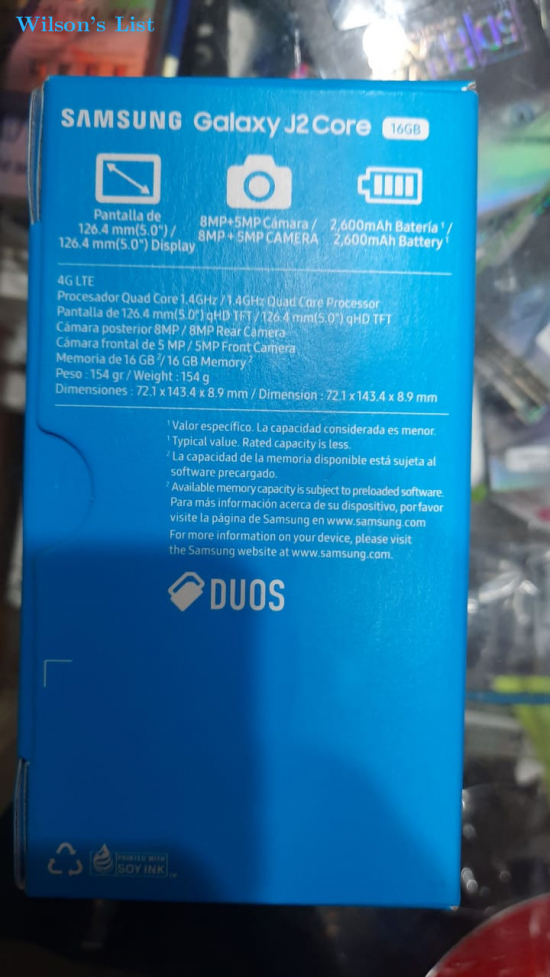 Wilson's List
SAMSUNG Galaxy J2 Core 16GB
Pantalla de
126.4 mm(5.0") /
126.4 mm(5.0") Display
8MP+5MP Cámara /
8MP + 5MP CAMERA
2,600mAh Batería ¹ /
2,600mAh Battery ¹
4G LTE
Procesador Quad Core 1.4GHz / 1.4GHz Quad Core Processor
Pantalla de 126.4 mm(5.0") qHD TFT / 126.4 mm(5.0") qHD TFT
Cámara posterior 8MP / 8MP Rear Camera
Cámara frontal de 5 MP / 5MP Front Camera
Memoria de 16 GB ² / 16 GB Memory ²
Peso : 154 gr / Weight : 154 g
Dimensiones : 72.1 x 143.4 x 8.9 mm / Dimension : 72.1 x 143.4 x 8.9 mm
¹ Valor específico. La capacidad considerada es menor.
¹ Typical value. Rated capacity is less.
² La capacidad de la memoria disponible está sujeta al
software precargado.
² Available memory capacity is subject to preloaded software.
Para más información acerca de su dispositivo, por favor
visite la página de Samsung en www.samsung.com
For more information on your device, please visit
the Samsung website at www.samsung.com.
DUOS
PRINTED WITH
SOY INK